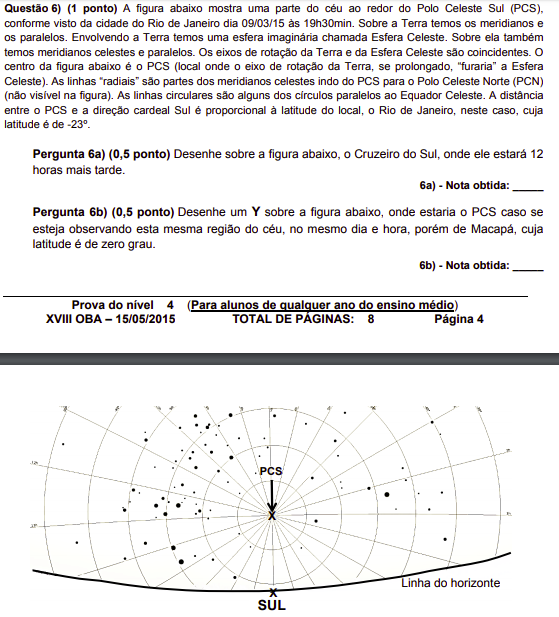 Questão 6) (1 ponto) A figura abaixo mostra uma parte do céu ao redor do Polo Celeste Sul (PCS),
conforme visto da cidade do Rio de Janeiro dia 09/03/15 às 19h30min. Sobre a Terra temos os meridianos e
os paralelos. Envolvendo a Terra temos uma esfera imaginária chamada Esfera Celeste. Sobre ela também
temos meridianos celestes e paralelos. Os eixos de rotação da Terra e da Esfera Celeste são coincidentes. O
centro da figura abaixo é o PCS (local onde o eixo de rotação da Terra, se prolongado, "furaria" a Esfera
Celeste). As linhas "radiais" são partes dos meridianos celestes indo do PCS para o Polo Celeste Norte (PCN)
(não visível na figura). As linhas circulares são alguns dos círculos paralelos ao Equador Celeste. A distância
entre o PCS e a direção cardeal Sul é proporcional à latitude do local, o Rio de Janeiro, neste caso, cuja
latitude é de -23º.
Pergunta 6a) (0,5 ponto) Desenhe sobre a figura abaixo, o Cruzeiro do Sul, onde ele estará 12
horas mais tarde.
6a) - Nota obtida: _____
Pergunta 6b) (0,5 ponto) Desenhe um Y sobre a figura abaixo, onde estaria o PCS caso se
esteja observando esta mesma região do céu, no mesmo dia e hora, porém de Macapá, cuja
latitude é de zero grau.
6b) - Nota obtida: _____
Prova do nível 4 (Para alunos de qualquer ano do ensino médio)
XVIII OBA – 15/05/2015 TOTAL DE PÁGINAS: 8 Página 4
PCS
X
X
Linha do horizonte
SUL